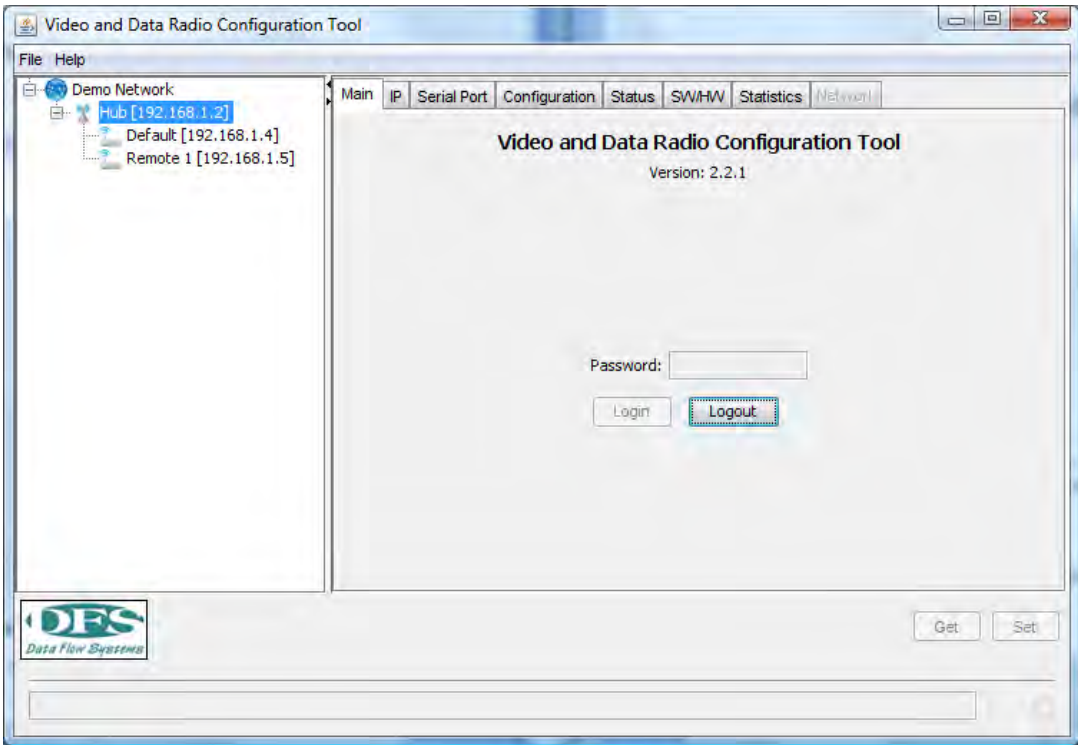 Video and Data Radio Configuration Tool
File Help
Demo Network
Hub [192.168.1.2]
Default [192.168.1.4]
Remote 1 [192.168.1.5]
Main IP Serial Port Configuration Status SW/HW Statistics Network
Video and Data Radio Configuration Tool
Version: 2.2.1
Password:
Login Logout
DFS
Data Flow Systems
Get Set